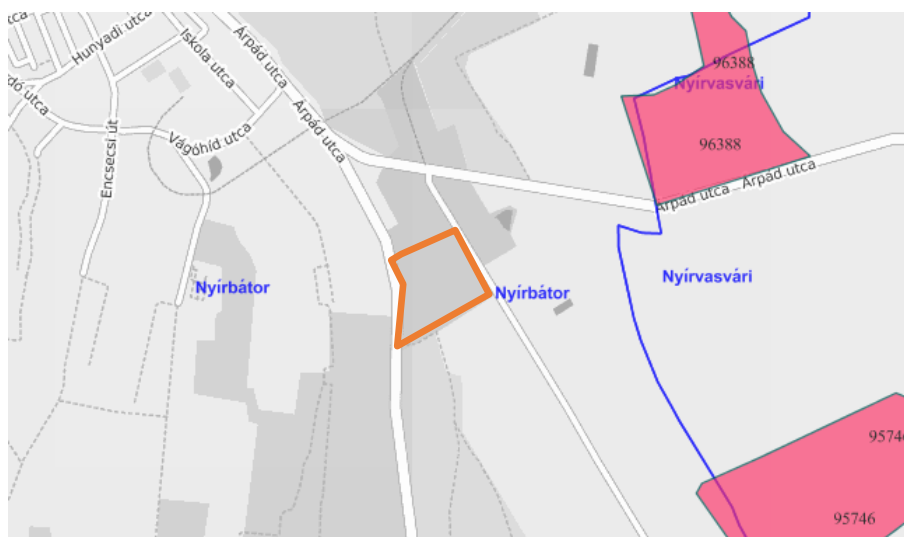 Hunyadi utca
Iskola utca
Árpád utca
Árpád utca
dó utca
Vágóhíd utca
Encsecsi út
96388
Nyírvasvári
96388
Árpád utca
Árpád utca
Nyírbátor
Nyírbátor
Nyírvasvári
95746
95746